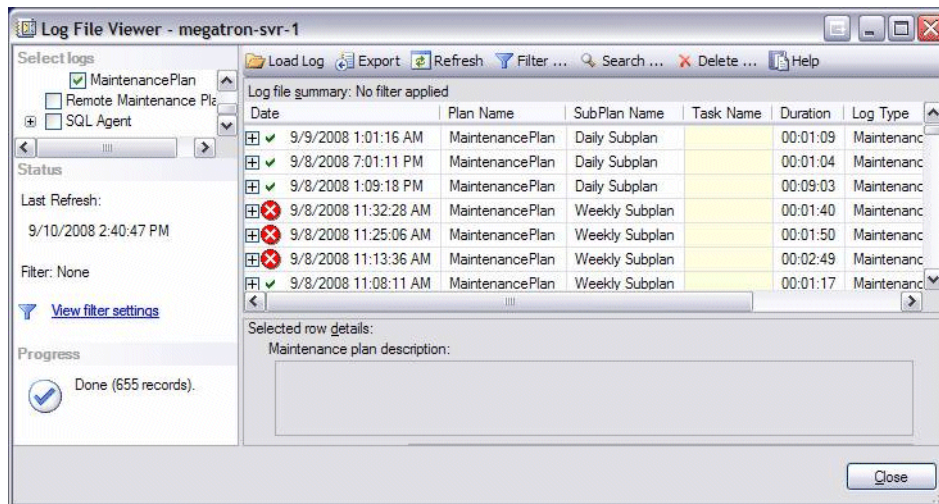 Log File Viewer - megatron-svr-1
Select logs
MaintenancePlan
Remote Maintenance Pla
SQL Agent
Status
Last Refresh:
9/10/2008 2:40:47 PM
Filter: None
View filter settings
Progress
Done (655 records).
Load Log Export Refresh Filter ... Search ... Delete ... Help
Log file summary: No filter applied
Date Plan Name SubPlan Name Task Name Duration Log Type
9/9/2008 1:01:16 AM MaintenancePlan Daily Subplan 00:01:09 Maintenanc
9/8/2008 7:01:11 PM MaintenancePlan Daily Subplan 00:01:04 Maintenanc
9/8/2008 1:09:18 PM MaintenancePlan Daily Subplan 00:09:03 Maintenanc
9/8/2008 11:32:28 AM MaintenancePlan Weekly Subplan 00:01:40 Maintenanc
9/8/2008 11:25:06 AM MaintenancePlan Weekly Subplan 00:01:50 Maintenanc
9/8/2008 11:13:36 AM MaintenancePlan Weekly Subplan 00:02:49 Maintenanc
9/8/2008 11:08:11 AM MaintenancePlan Weekly Subplan 00:01:17 Maintenanc
Selected row details:
Maintenance plan description:
Close